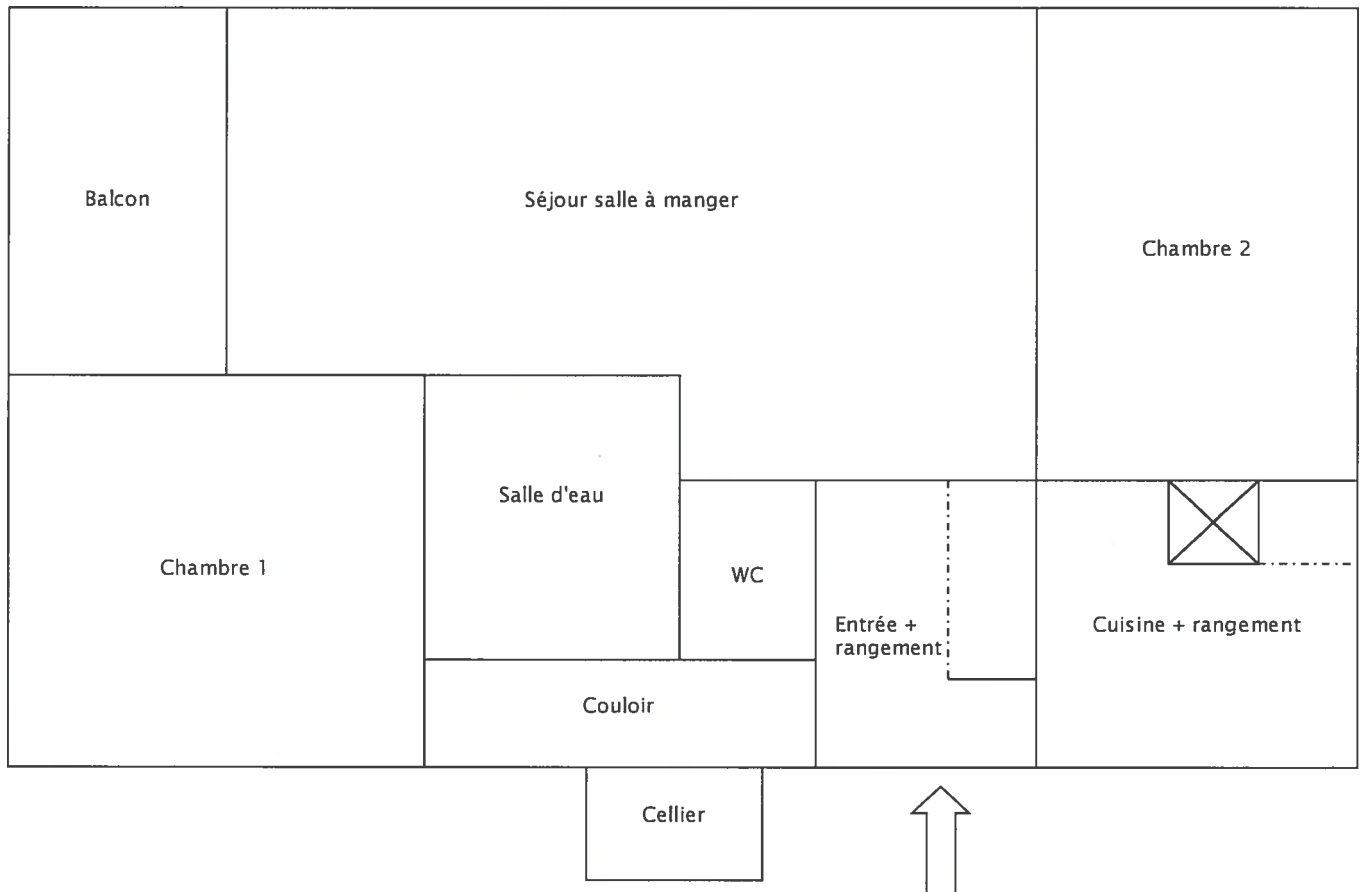 Balcon
Séjour salle à manger
Chambre 2
Salle d'eau
Chambre 1
WC
Entrée +
rangement
Cuisine + rangement
Couloir
Cellier